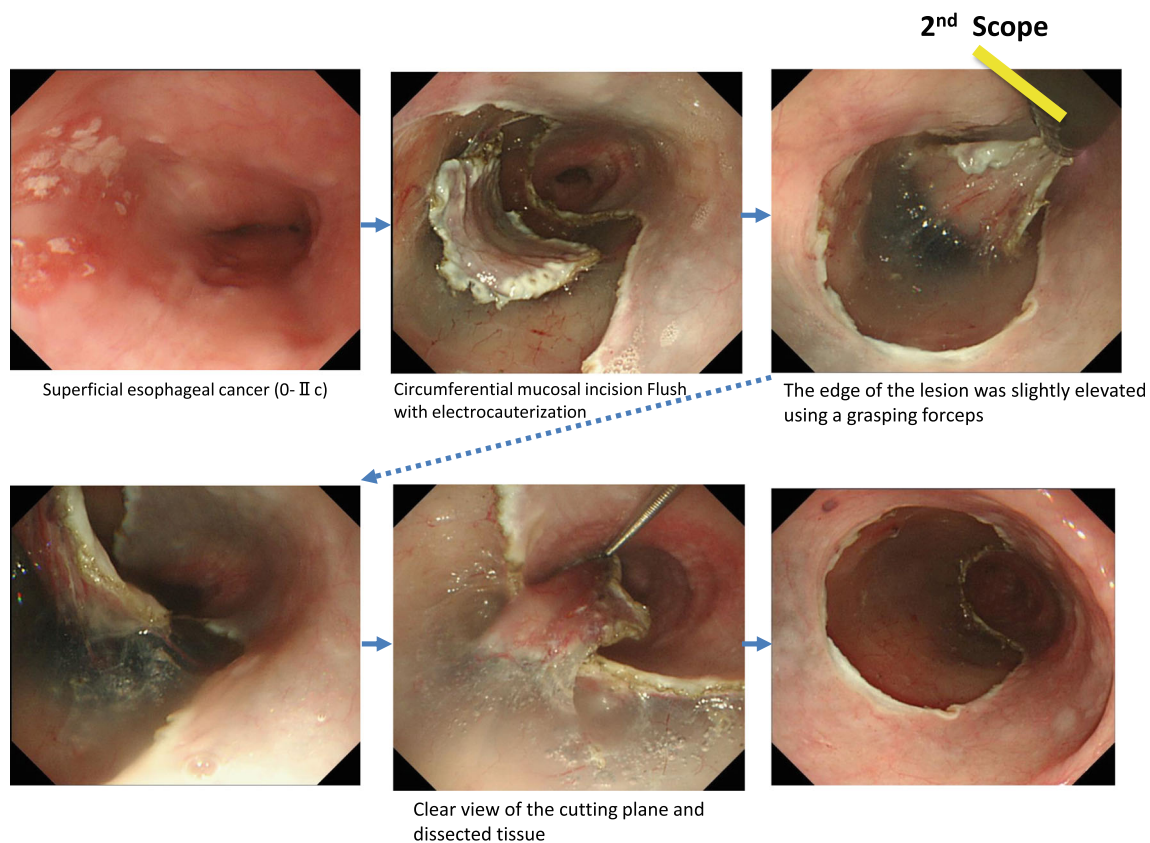 2nd Scope
Superficial esophageal cancer (0-Ⅱc)
Circumferential mucosal incision Flush
with electrocauterization
The edge of the lesion was slightly elevated
using a grasping forceps
Clear view of the cutting plane and
dissected tissue